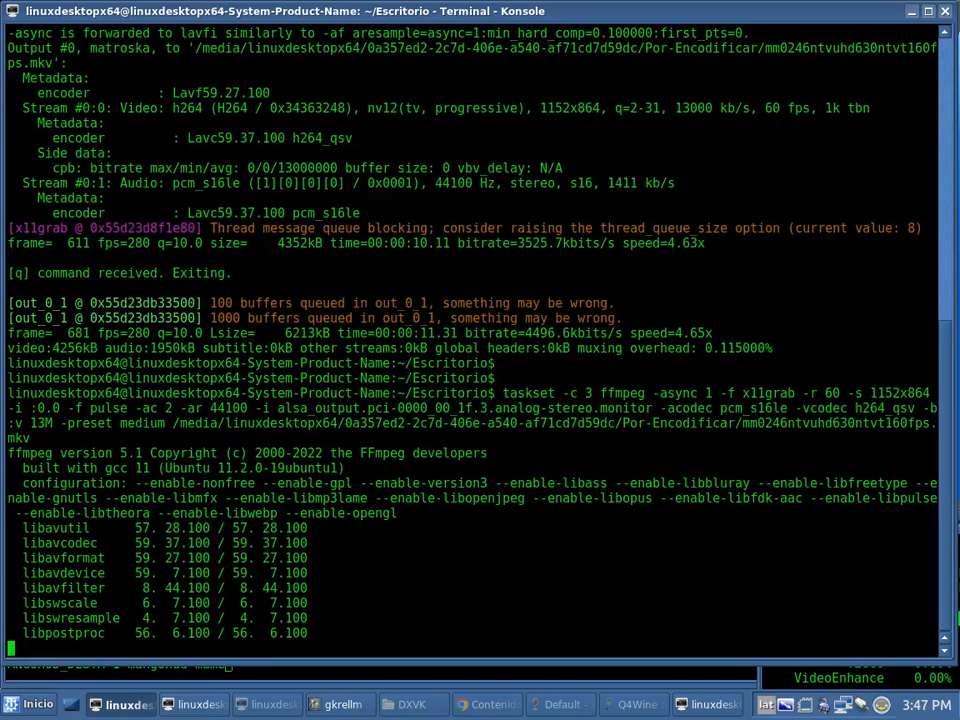 linuxdesktopx64@linuxdesktopx64-System-Product-Name: ~/Escritorio - Terminal - Konsole
-async is forwarded to lavfi similarly to -af aresample=async=1:min_hard_comp=0.100000:first_pts=0.
Output #0, matroska, to '/media/linuxdesktopx64/0a357ed2-2c7d-406e-a540-af71cd7d59dc/Por-Encodificar/mm0246ntvuhd630ntvt160f
ps.mkv':
  Metadata:
    encoder         : Lavf59.27.100
  Stream #0:0: Video: h264 (H264 / 0x34363248), nv12(tv, progressive), 1152x864, q=2-31, 13000 kb/s, 60 fps, 1k tbn
    Metadata:
      encoder         : Lavc59.37.100 h264_qsv
    Side data:
      cpb: bitrate max/min/avg: 0/0/13000000 buffer size: 0 vbv_delay: N/A
  Stream #0:1: Audio: pcm_s16le ([1][0][0][0] / 0x0001), 44100 Hz, stereo, s16, 1411 kb/s
    Metadata:
      encoder         : Lavc59.37.100 pcm_s16le
[x11grab @ 0x55d23d8f1e80] Thread message queue blocking; consider raising the thread_queue_size option (current value: 8)
frame=  611 fps=280 q=10.0 size=    4352kB time=00:00:10.11 bitrate=3525.7kbits/s speed=4.63x
[q] command received. Exiting.
[out_0_1 @ 0x55d23db33500] 100 buffers queued in out_0_1, something may be wrong.
[out_0_1 @ 0x55d23db33500] 1000 buffers queued in out_0_1, something may be wrong.
frame=  681 fps=280 q=10.0 Lsize=    6213kB time=00:00:11.31 bitrate=4496.6kbits/s speed=4.65x
video:4256kB audio:1950kB subtitle:0kB other streams:0kB global headers:0kB muxing overhead: 0.115000%
linuxdesktopx64@linuxdesktopx64-System-Product-Name:~/Escritorio$
linuxdesktopx64@linuxdesktopx64-System-Product-Name:~/Escritorio$
linuxdesktopx64@linuxdesktopx64-System-Product-Name:~/Escritorio$ taskset -c 3 ffmpeg -async 1 -f x11grab -r 60 -s 1152x864
-i :0.0 -f pulse -ac 2 -ar 44100 -i alsa_output.pci-0000_00_1f.3.analog-stereo.monitor -acodec pcm_s16le -vcodec h264_qsv -b
:v 13M -preset medium /media/linuxdesktopx64/0a357ed2-2c7d-406e-a540-af71cd7d59dc/Por-Encodificar/mm0246ntvuhd630ntvt160fps.
mkv
ffmpeg version 5.1 Copyright (c) 2000-2022 the FFmpeg developers
  built with gcc 11 (Ubuntu 11.2.0-19ubuntu1)
  configuration: --enable-nonfree --enable-gpl --enable-version3 --enable-libass --enable-libbluray --enable-libfreetype --e
nable-gnutls --enable-libmfx --enable-libmp3lame --enable-libopenjpeg --enable-libopus --enable-libfdk-aac --enable-libpulse
 --enable-libtheora --enable-libwebp --enable-opengl
  libavutil      57. 28.100 / 57. 28.100
  libavcodec     59. 37.100 / 59. 37.100
  libavformat    59. 27.100 / 59. 27.100
  libavdevice    59.  7.100 / 59.  7.100
  libavfilter     8. 44.100 /  8. 44.100
  libswscale      6.  7.100 /  6.  7.100
  libswresample   4.  7.100 /  4.  7.100
  libpostproc    56.  6.100 / 56.  6.100
VideoEnhance 0.00%
Inicio linuxdes linuxdes linuxdes gkrellm DXVK Contenid Default - Q4Wine linuxdes lat 3:47 PM